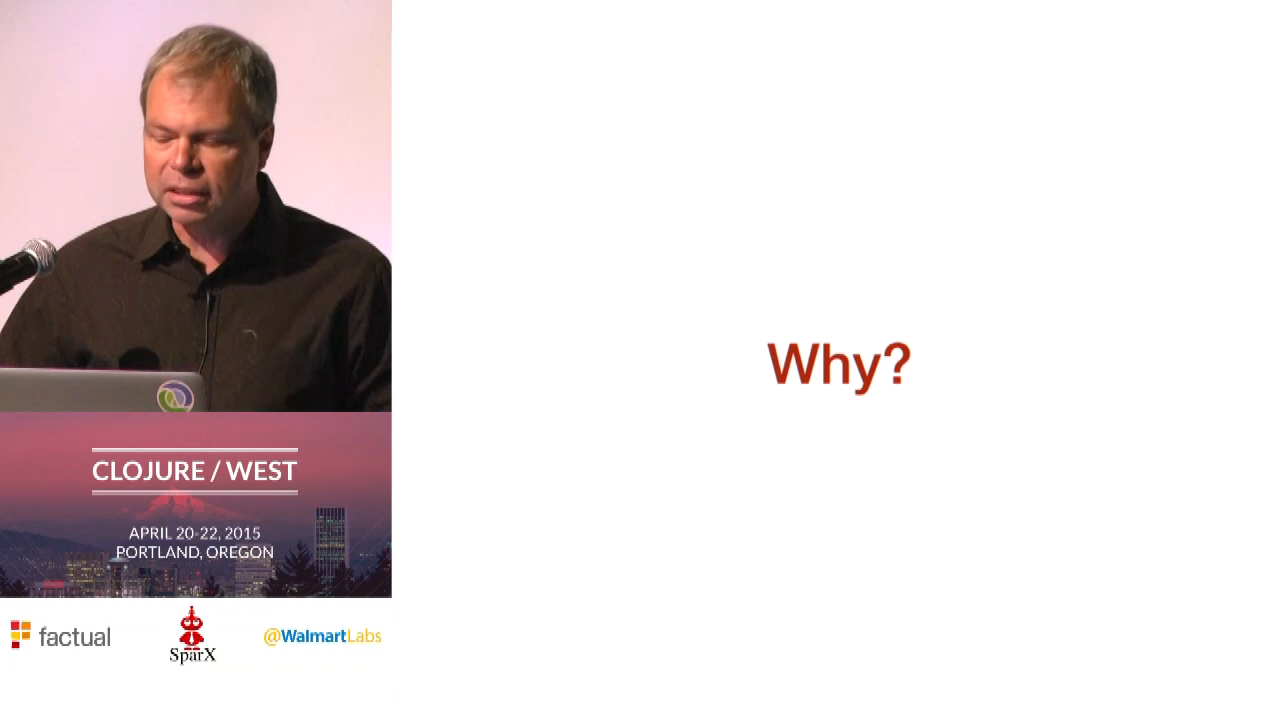 Why?
CLOJURE / WEST
APRIL 20-22, 2015
PORTLAND, OREGON
factual
SparX
@WalmartLabs